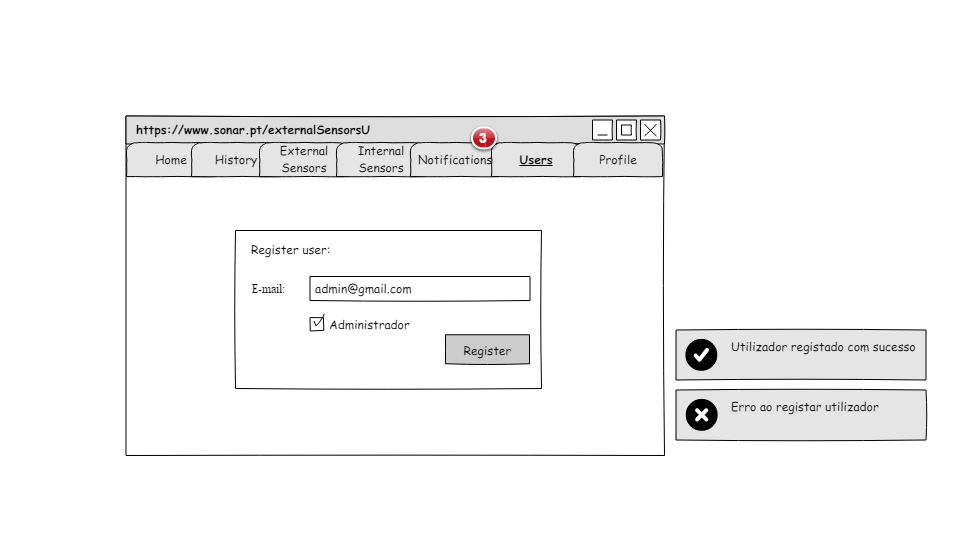 https://www.sonar.pt/externalSensorsU
3
Home
History
External
Sensors
Internal
Sensors
Notifications
Users
Profile
Register user:
E-mail:
admin@gmail.com
Administrador
Register
Utilizador registado com sucesso
Erro ao registar utilizador